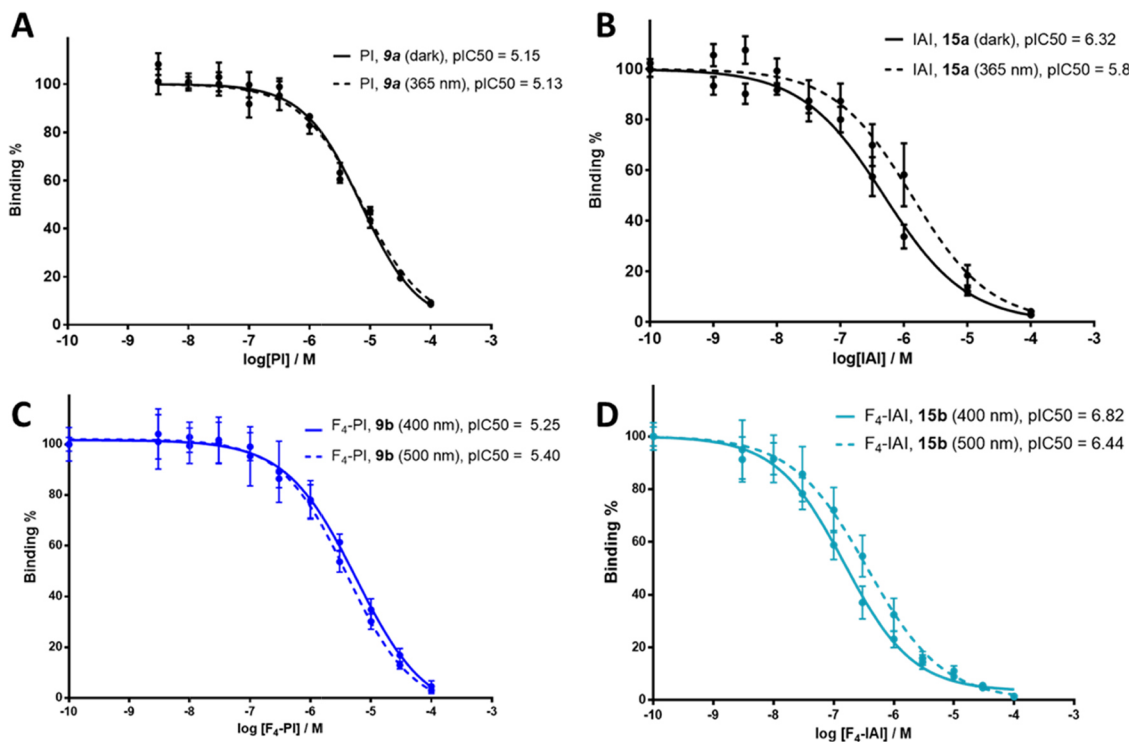 A
PI, 9a (dark), pIC50 = 5.15
PI, 9a (365 nm), pIC50 = 5.13
Binding %
100
80
60
40
20
0
-10 -9 -8 -7 -6 -5 -4 -3
log[PI] / M
B
IAI, 15a (dark), pIC50 = 6.32
IAI, 15a (365 nm), pIC50 = 5.8
Binding %
100
80
60
40
20
0
-10 -9 -8 -7 -6 -5 -4 -3
log[IAI] / M
C
F₄-PI, 9b (400 nm), pIC50 = 5.25
F₄-PI, 9b (500 nm), pIC50 = 5.40
Binding %
100
80
60
40
20
0
-10 -9 -8 -7 -6 -5 -4 -3
log [F₄-PI] / M
D
F₄-IAI, 15b (400 nm), pIC50 = 6.82
F₄-IAI, 15b (500 nm), pIC50 = 6.44
Binding %
100
80
60
40
20
0
-10 -9 -8 -7 -6 -5 -4 -3
log [F₄-IAI] / M